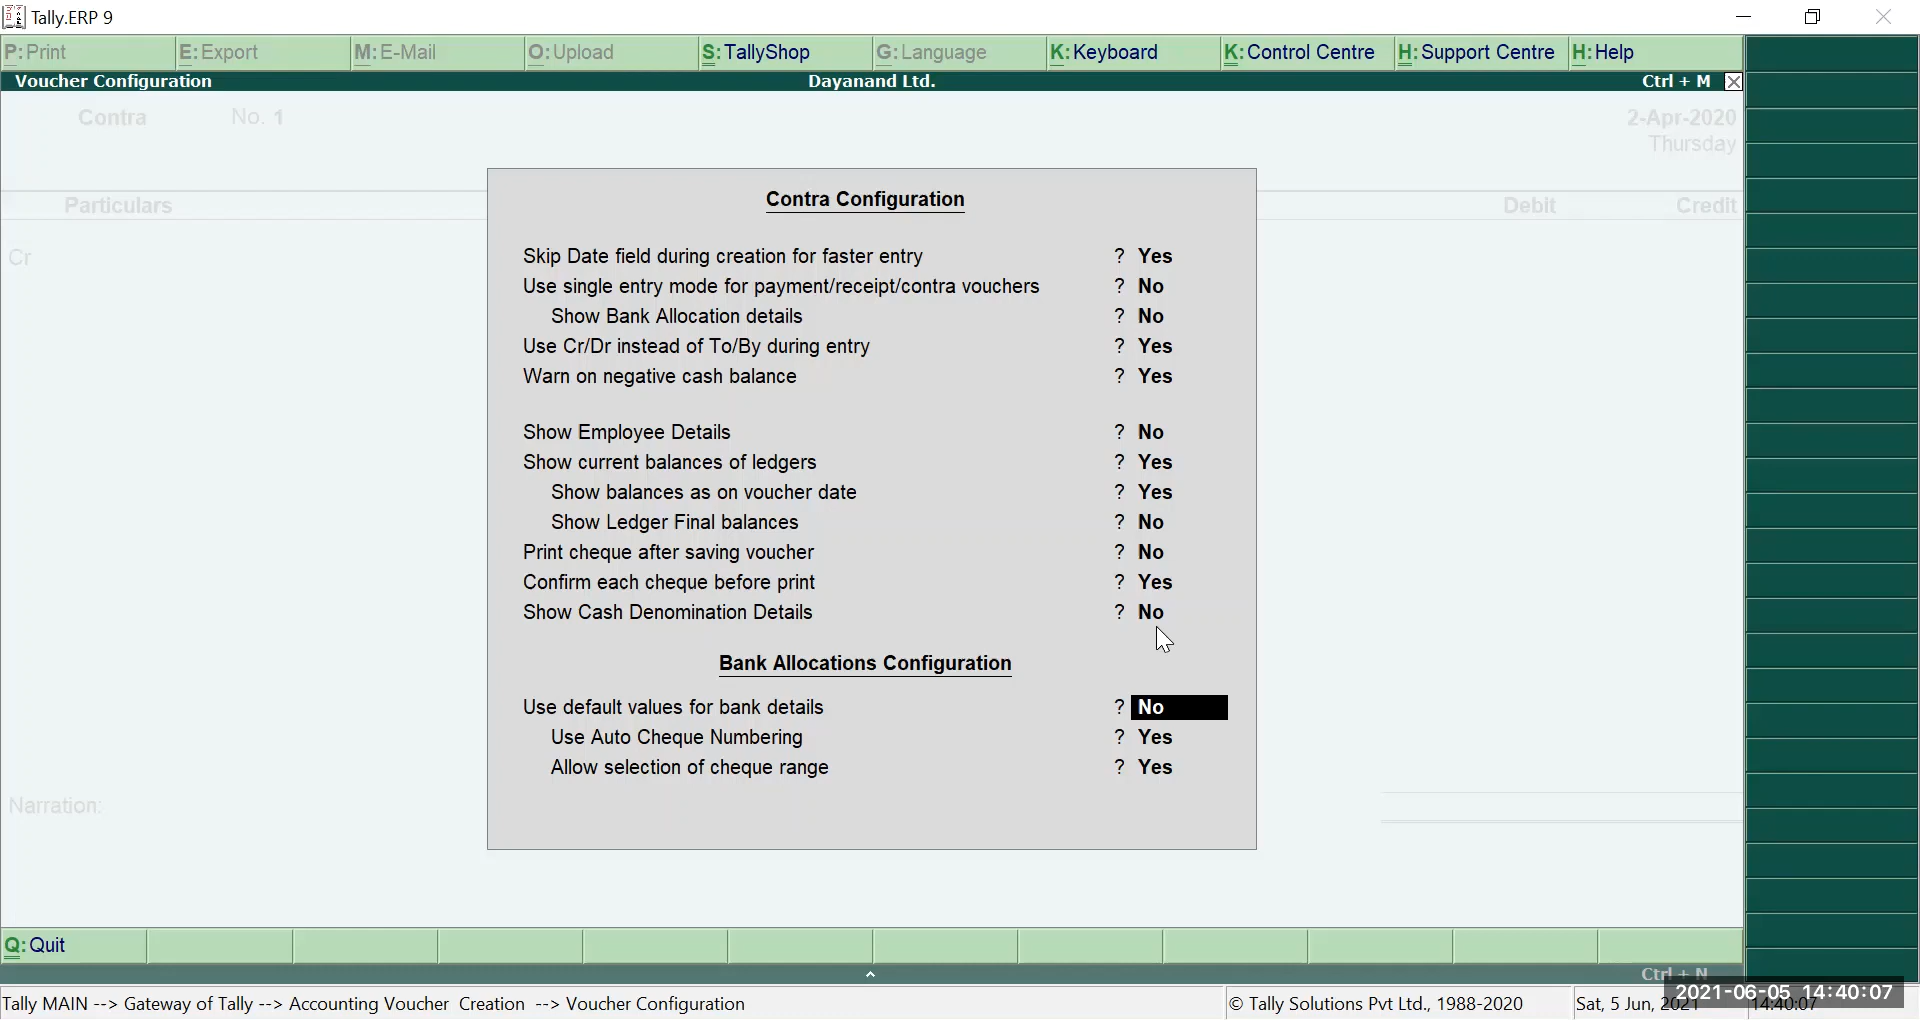 Tally.ERP 9
P: Print E: Export M: E-Mail O: Upload S: TallyShop G: Language K: Keyboard K: Control Centre H: Support Centre H: Help
Voucher Configuration Dayanand Ltd. Ctrl + M
Contra No. 1 2-Apr-2020
Thursday
Particulars Debit Credit
Cr
Contra Configuration
Skip Date field during creation for faster entry ? Yes
Use single entry mode for payment/receipt/contra vouchers ? No
Show Bank Allocation details ? No
Use Cr/Dr instead of To/By during entry ? Yes
Warn on negative cash balance ? Yes
Show Employee Details ? No
Show current balances of ledgers ? Yes
Show balances as on voucher date ? Yes
Show Ledger Final balances ? No
Print cheque after saving voucher ? No
Confirm each cheque before print ? Yes
Show Cash Denomination Details ? No
Bank Allocations Configuration
Use default values for bank details ? No
Use Auto Cheque Numbering ? Yes
Allow selection of cheque range ? Yes
Narration:
Q: Quit
Ctrl + N
2021-06-05 14:40:07
Tally MAIN --> Gateway of Tally --> Accounting Voucher Creation --> Voucher Configuration © Tally Solutions Pvt Ltd., 1988-2020 Sat, 5 Jun, 2021 14:40:07